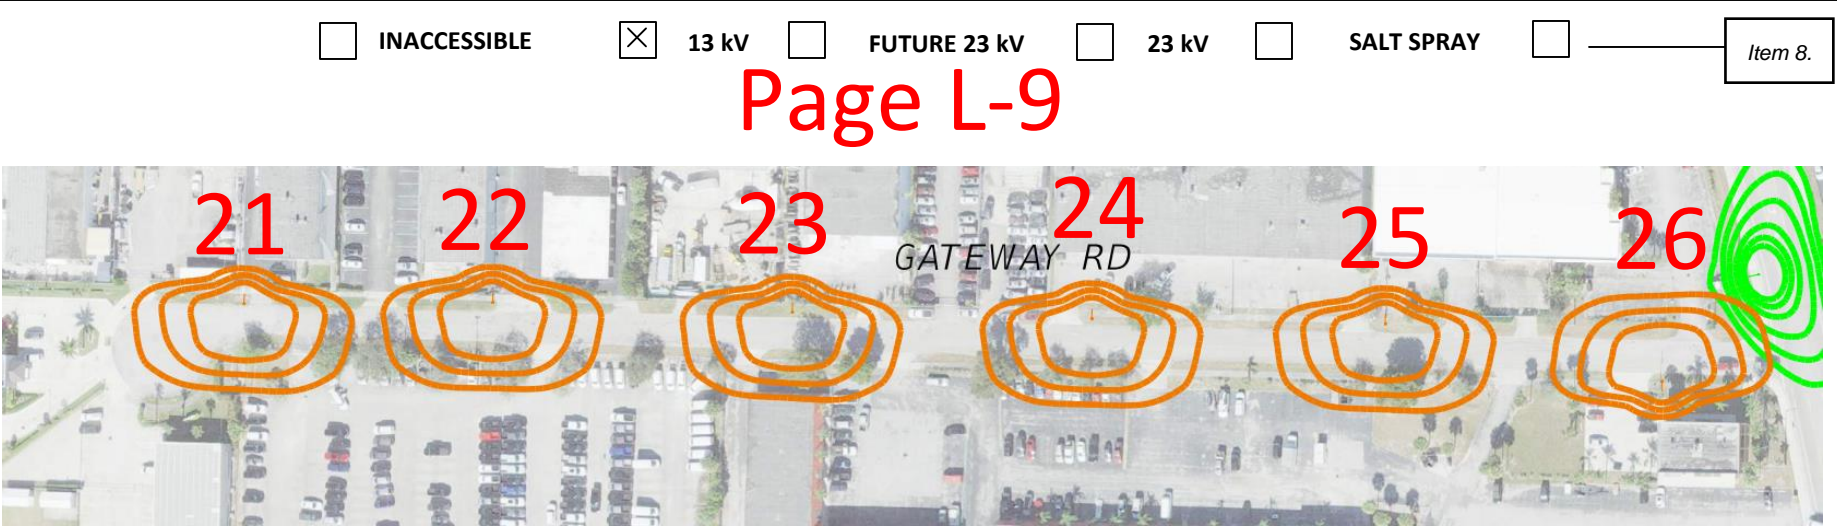 INACCESSIBLE 13 kV FUTURE 23 kV 23 kV SALT SPRAY Item 8.
Page L-9
21 22 23 24 25 26
GATEWAY RD